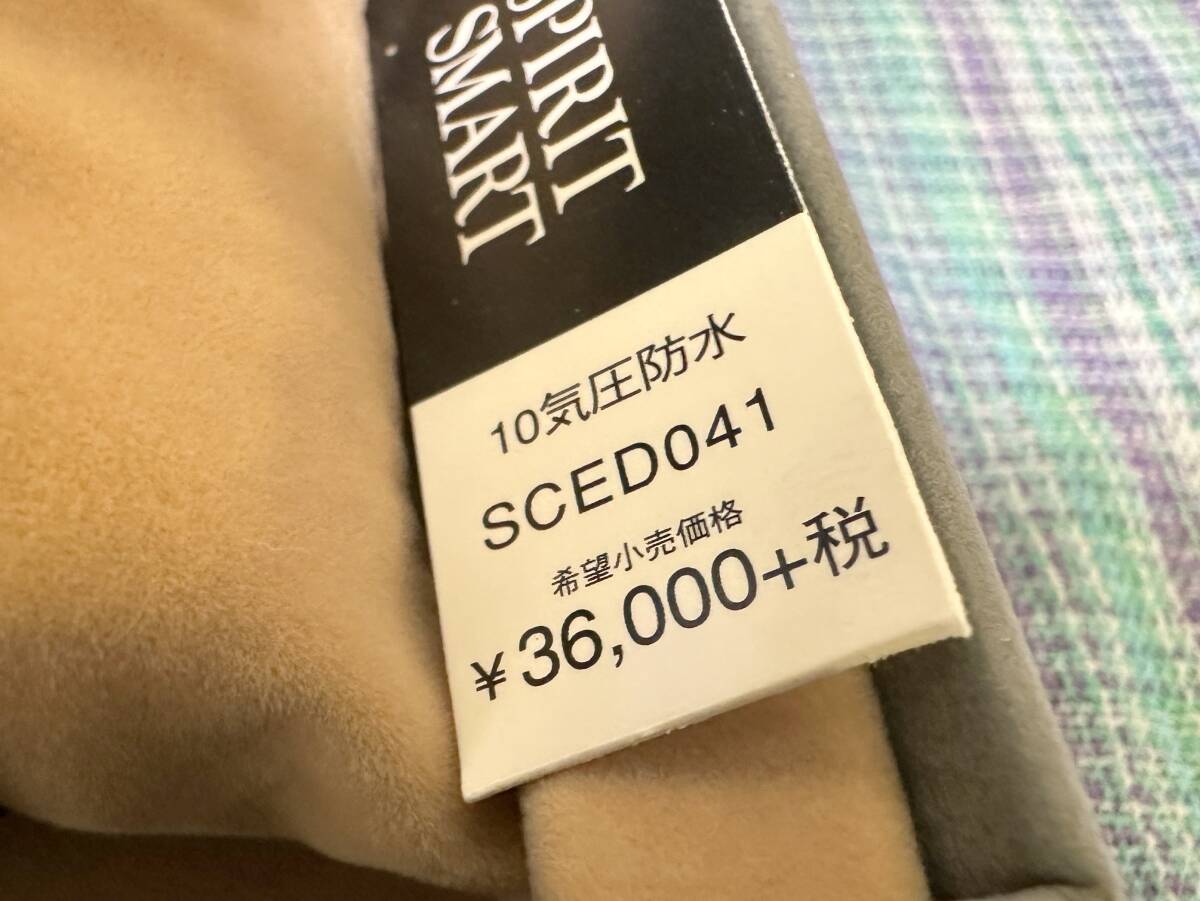 SPIRIT
SMART
10気圧防水
SCED041
希望小売価格
¥36,000+税